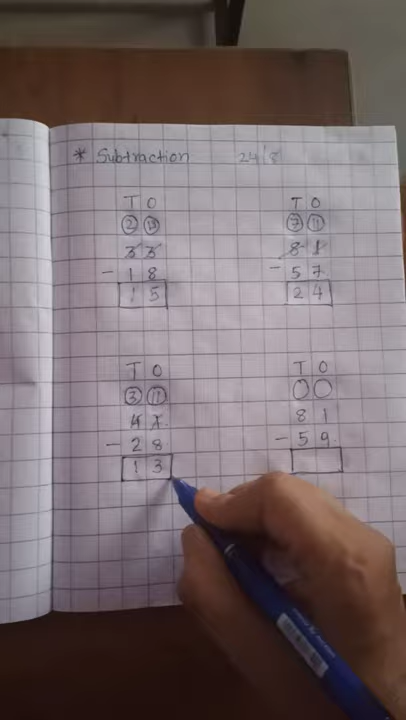 * Subtraction 24/8
T O
2 13
3 3
- 1 8
1 5
T O
7 11
8 1
- 5 7
2 4
T O
3 11
4 1
- 2 8
1 3
T O
8 1
- 5 9